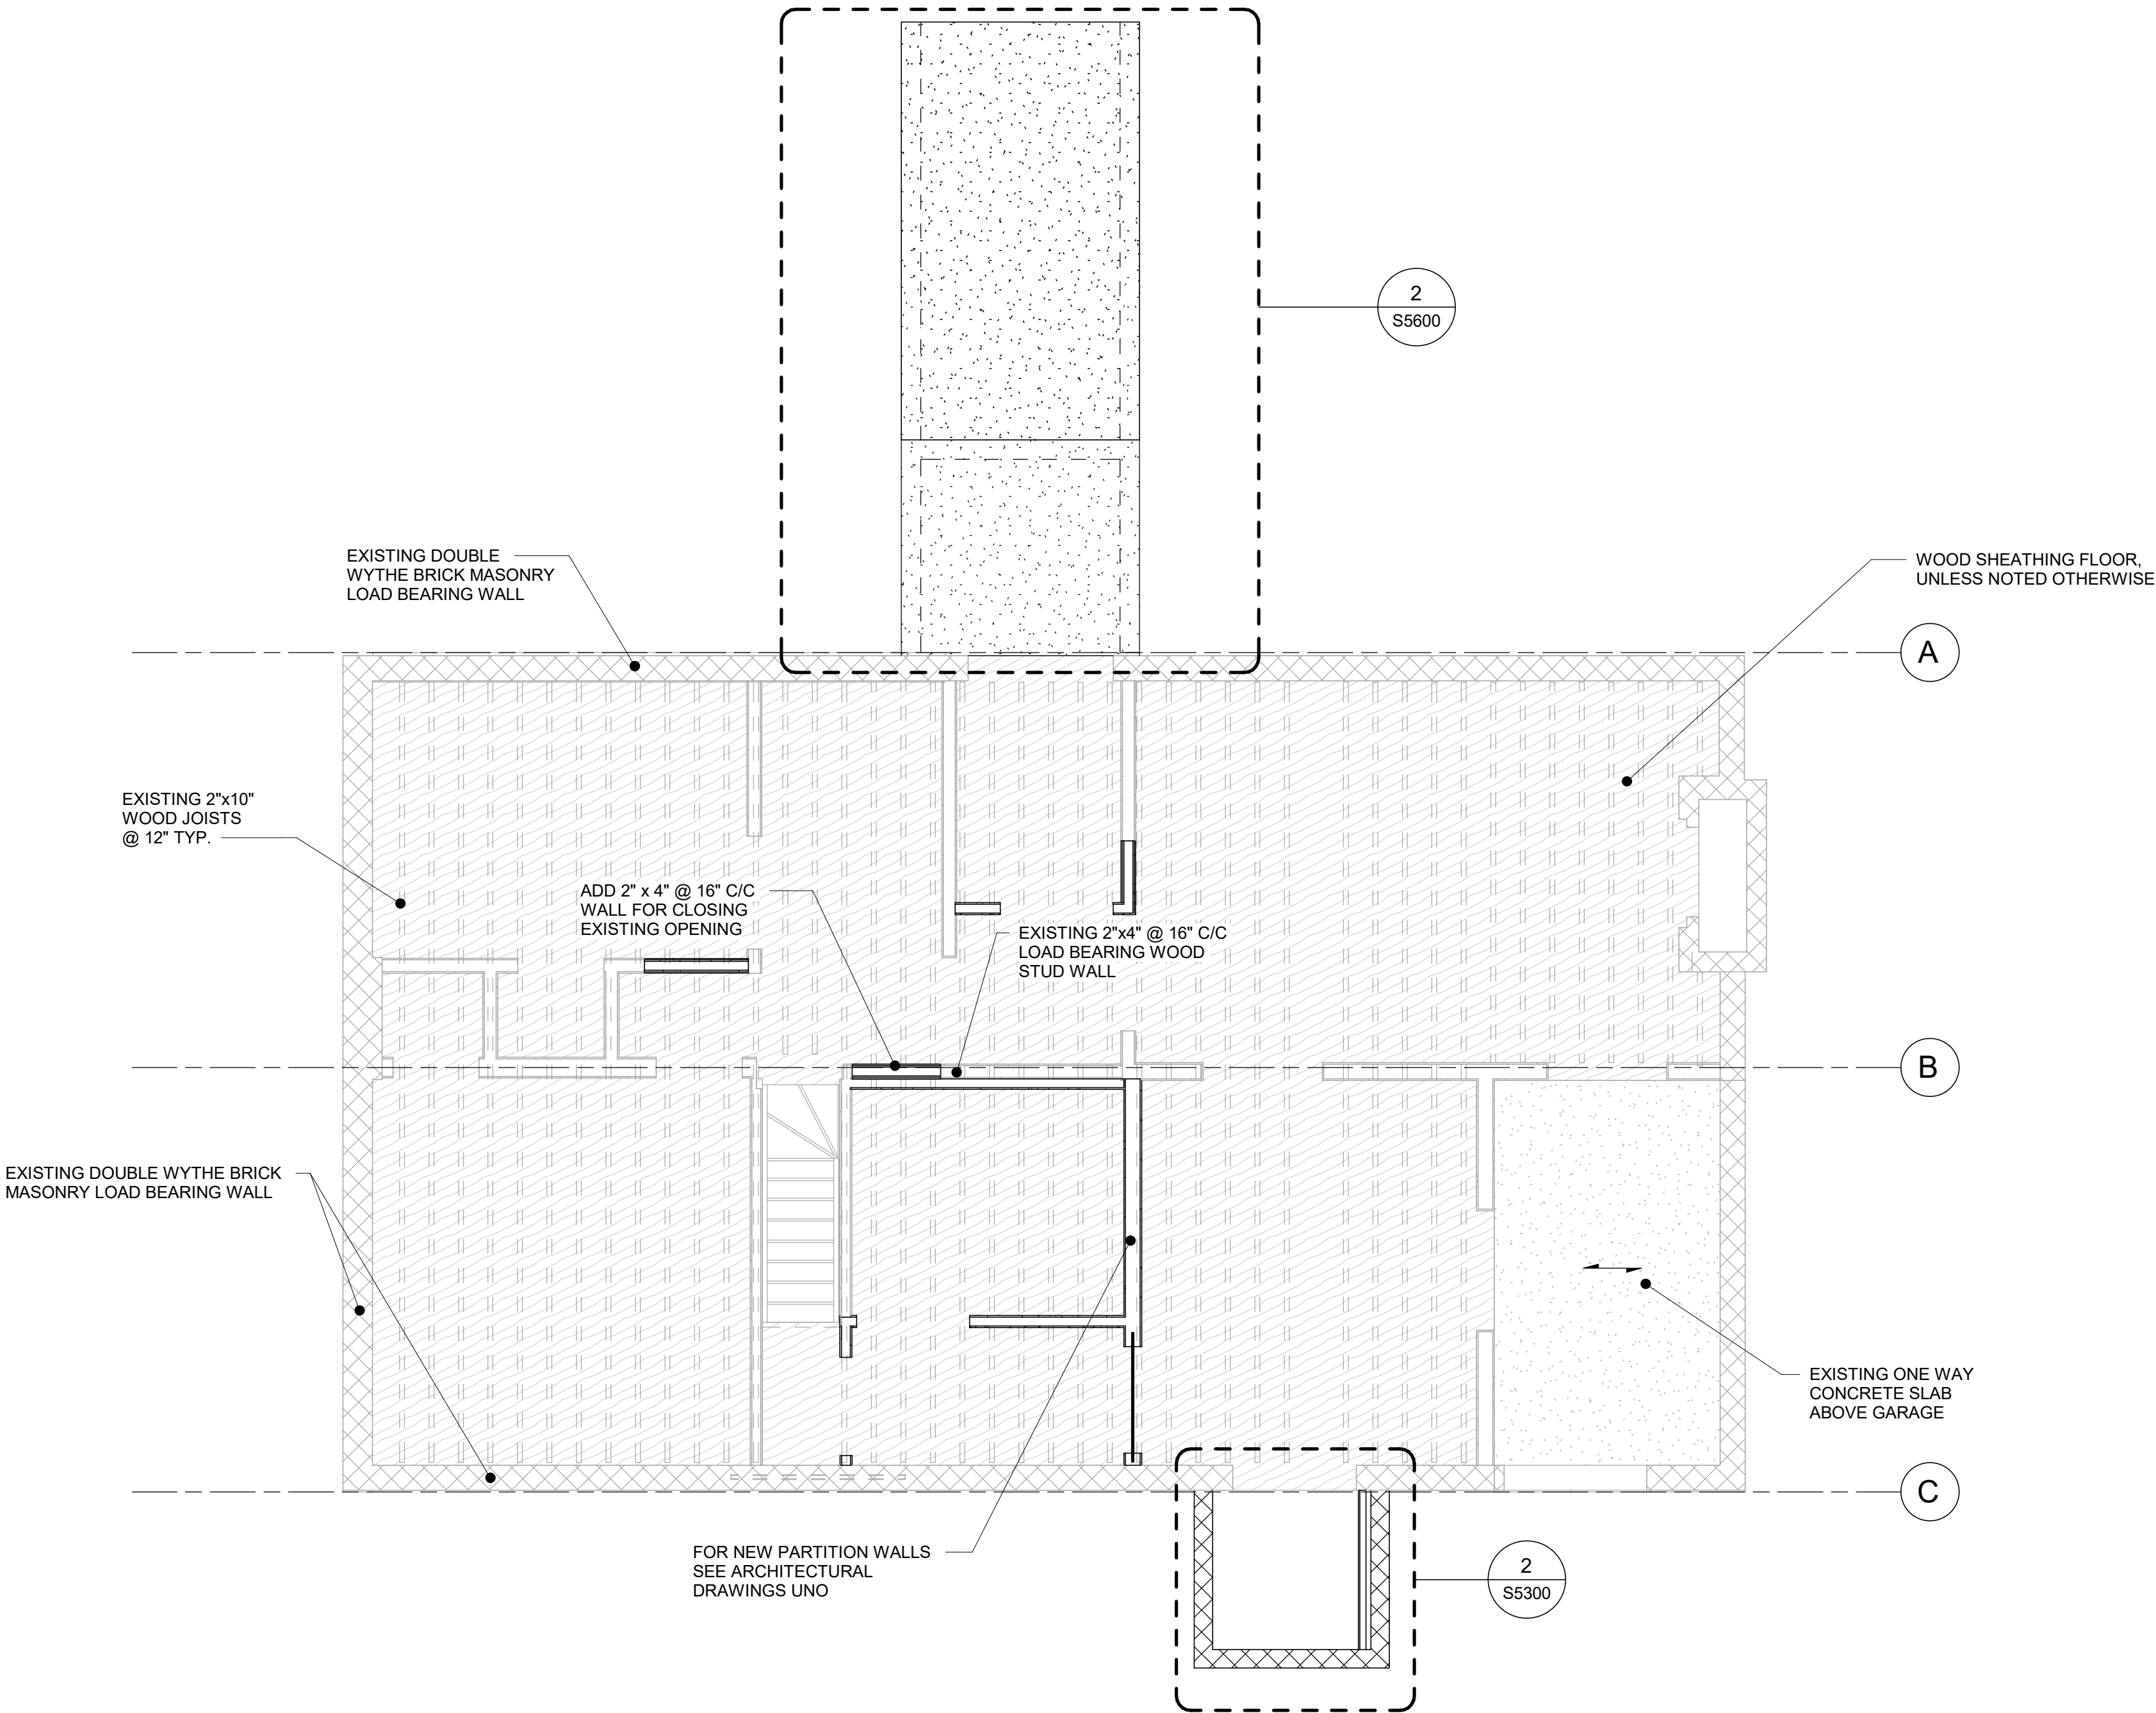 2
S5600
EXISTING DOUBLE
WYTHE BRICK MASONRY
LOAD BEARING WALL
WOOD SHEATHING FLOOR,
UNLESS NOTED OTHERWISE
A
EXISTING 2"x10"
WOOD JOISTS
@ 12" TYP.
ADD 2" x 4" @ 16" C/C
WALL FOR CLOSING
EXISTING OPENING
EXISTING 2"x4" @ 16" C/C
LOAD BEARING WOOD
STUD WALL
B
EXISTING DOUBLE WYTHE BRICK
MASONRY LOAD BEARING WALL
EXISTING ONE WAY
CONCRETE SLAB
ABOVE GARAGE
C
FOR NEW PARTITION WALLS
SEE ARCHITECTURAL
DRAWINGS UNO
2
S5300